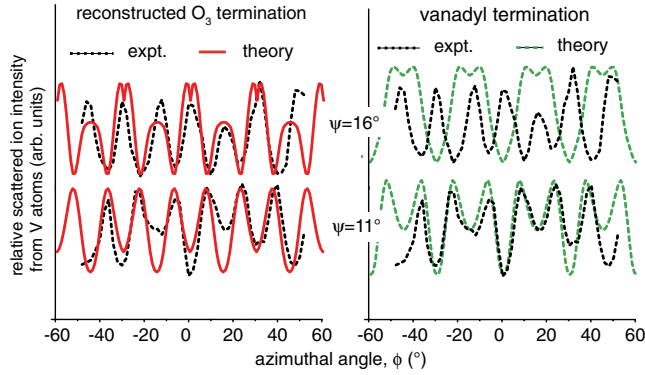 reconstructed O3 termination
expt. theory
vanadyl termination
expt. theory
ψ=16°
ψ=11°
relative scattered ion intensity
from V atoms (arb. units)
-60 -40 -20 0 20 40 60
-60 -40 -20 0 20 40 60
azimuthal angle, ϕ (°)